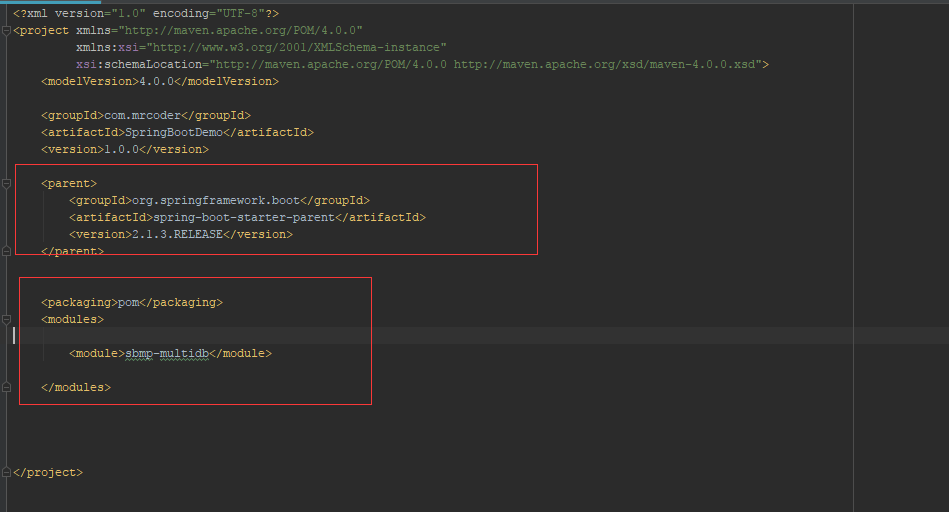 <?xml version="1.0" encoding="UTF-8"?>
<project xmlns="http://maven.apache.org/POM/4.0.0"
         xmlns:xsi="http://www.w3.org/2001/XMLSchema-instance"
         xsi:schemaLocation="http://maven.apache.org/POM/4.0.0 http://maven.apache.org/xsd/maven-4.0.0.xsd">
    <modelVersion>4.0.0</modelVersion>
    <groupId>com.mrcoder</groupId>
    <artifactId>SpringBootDemo</artifactId>
    <version>1.0.0</version>
    <parent>
        <groupId>org.springframework.boot</groupId>
        <artifactId>spring-boot-starter-parent</artifactId>
        <version>2.1.3.RELEASE</version>
    </parent>
    <packaging>pom</packaging>
    <modules>
        <module>sbmp-multidb</module>
    </modules>
</project>